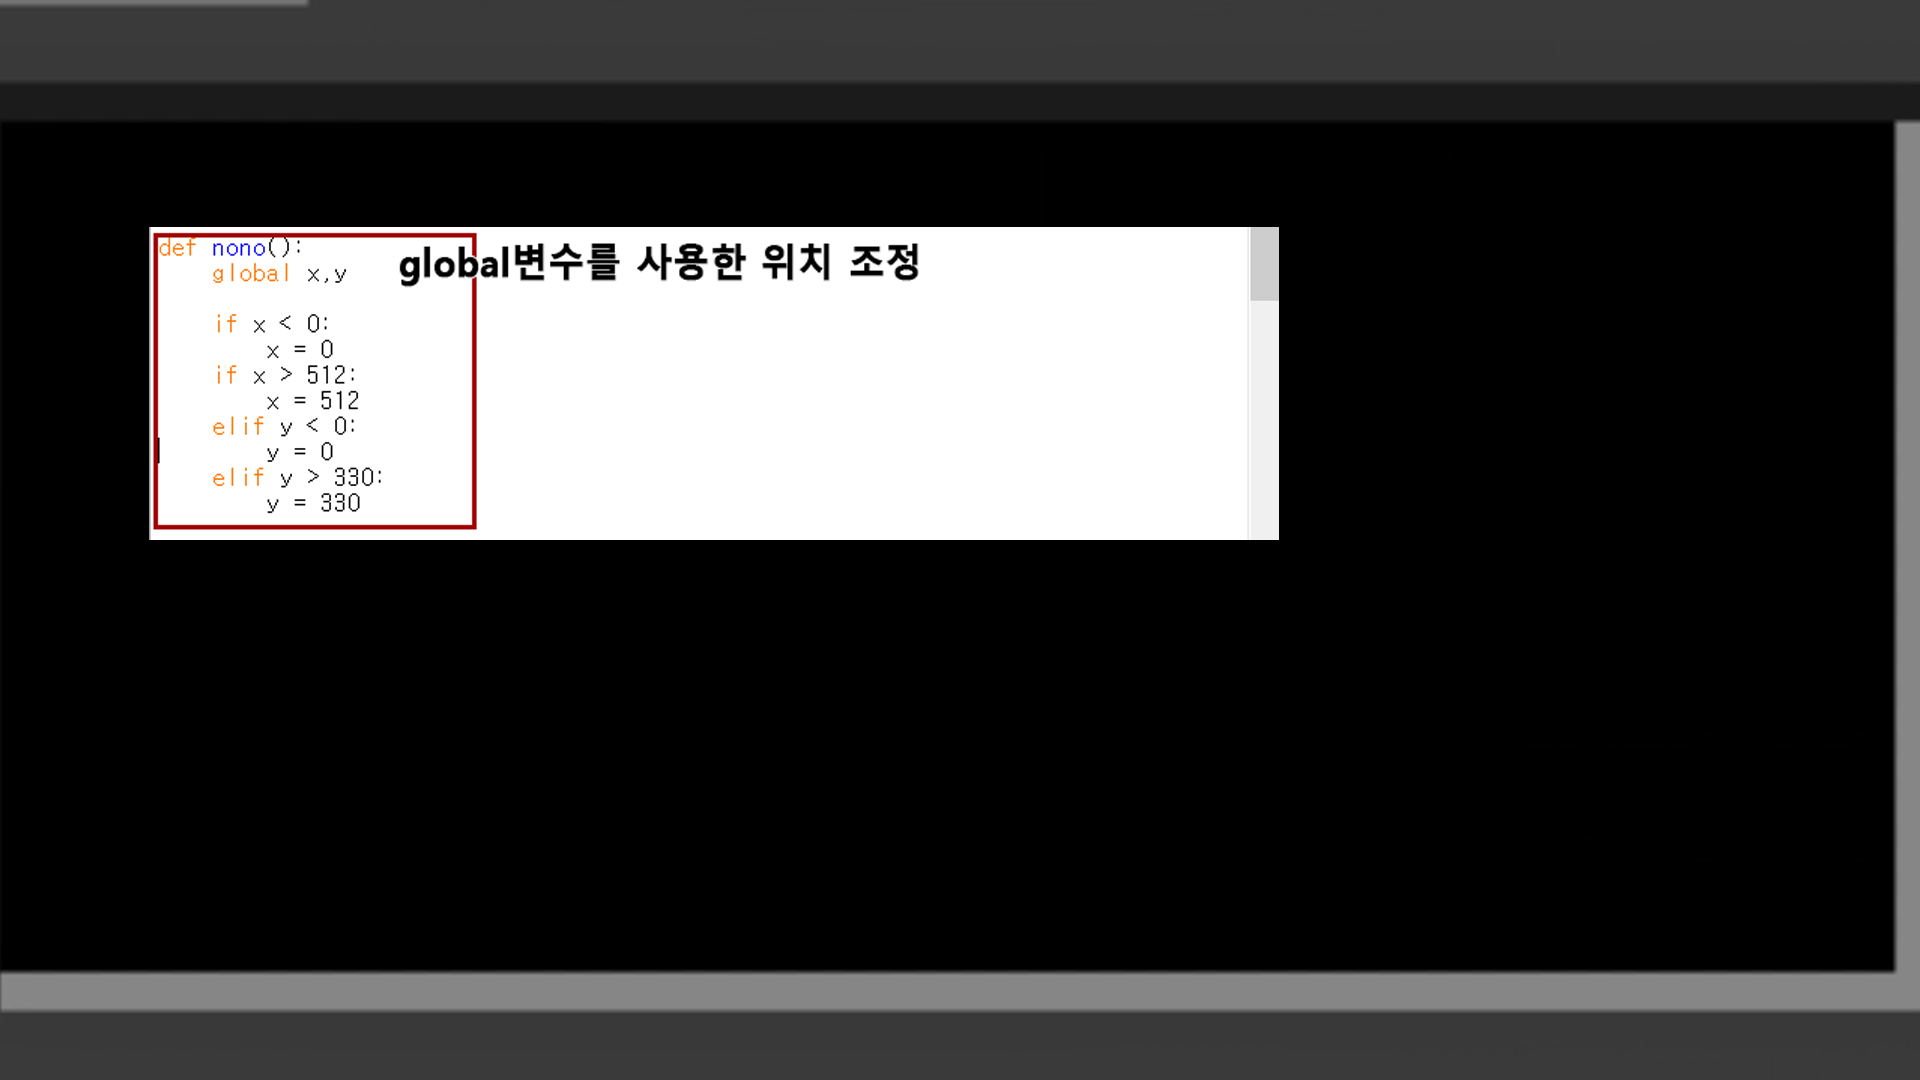 def nono():
global변수를 사용한 위치 조정
    global x,y
    if x < 0:
        x = 0
    if x > 512:
        x = 512
    elif y < 0:
        y = 0
    elif y > 330:
        y = 330